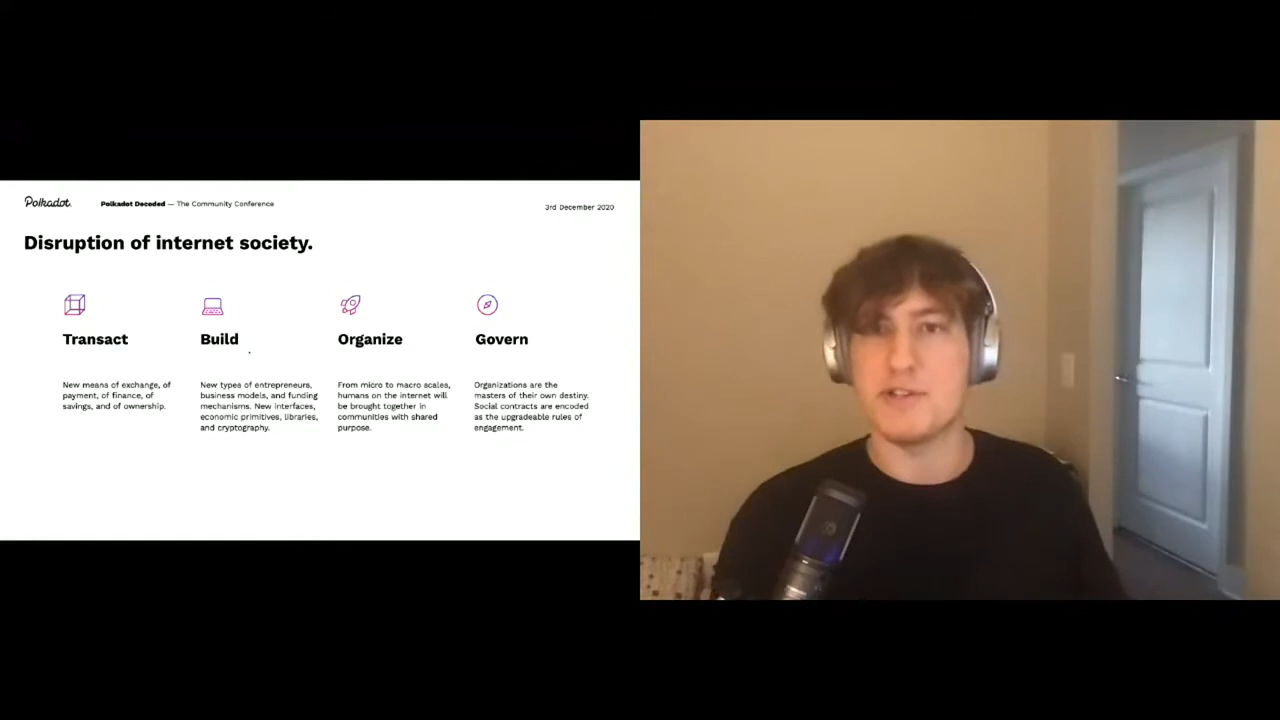 Polkadot.
Polkadot Decoded — The Community Conference
3rd December 2020
Disruption of internet society.
Transact
New means of exchange, of
payment, of finance, of
savings, and of ownership.
Build
New types of entrepreneurs,
business models, and funding
mechanisms. New interfaces,
economic primitives, libraries,
and cryptography.
Organize
From micro to macro scales,
humans on the internet will
be brought together in
communities with shared
purpose.
Govern
Organizations are the
masters of their own destiny.
Social contracts are encoded
as the upgradeable rules of
engagement.